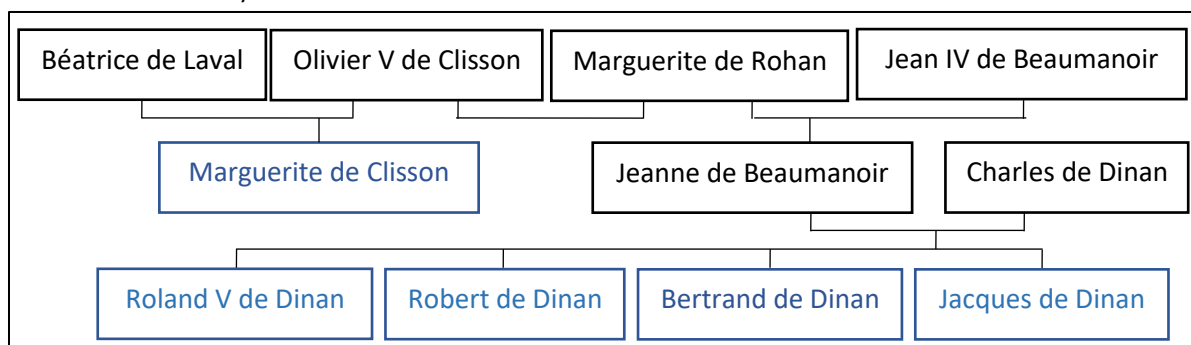 Béatrice de Laval Olivier V de Clisson Marguerite de Rohan Jean IV de Beaumanoir
Marguerite de Clisson Jeanne de Beaumanoir Charles de Dinan
Roland V de Dinan Robert de Dinan Bertrand de Dinan Jacques de Dinan